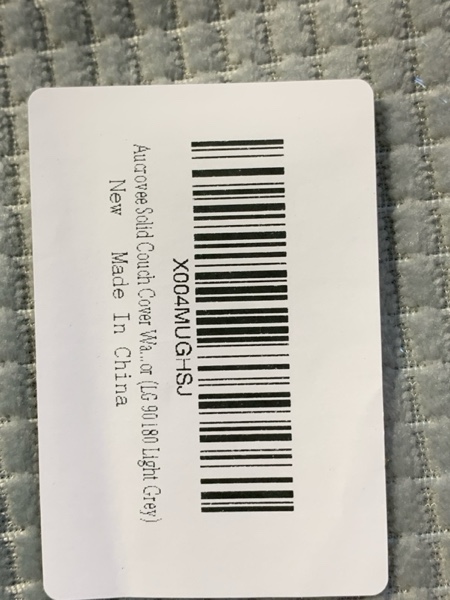 X004MUGHSJ
Aucrovee Solid Couch Cover Wa...or (LG 90180 Light Grey)
New Made In China